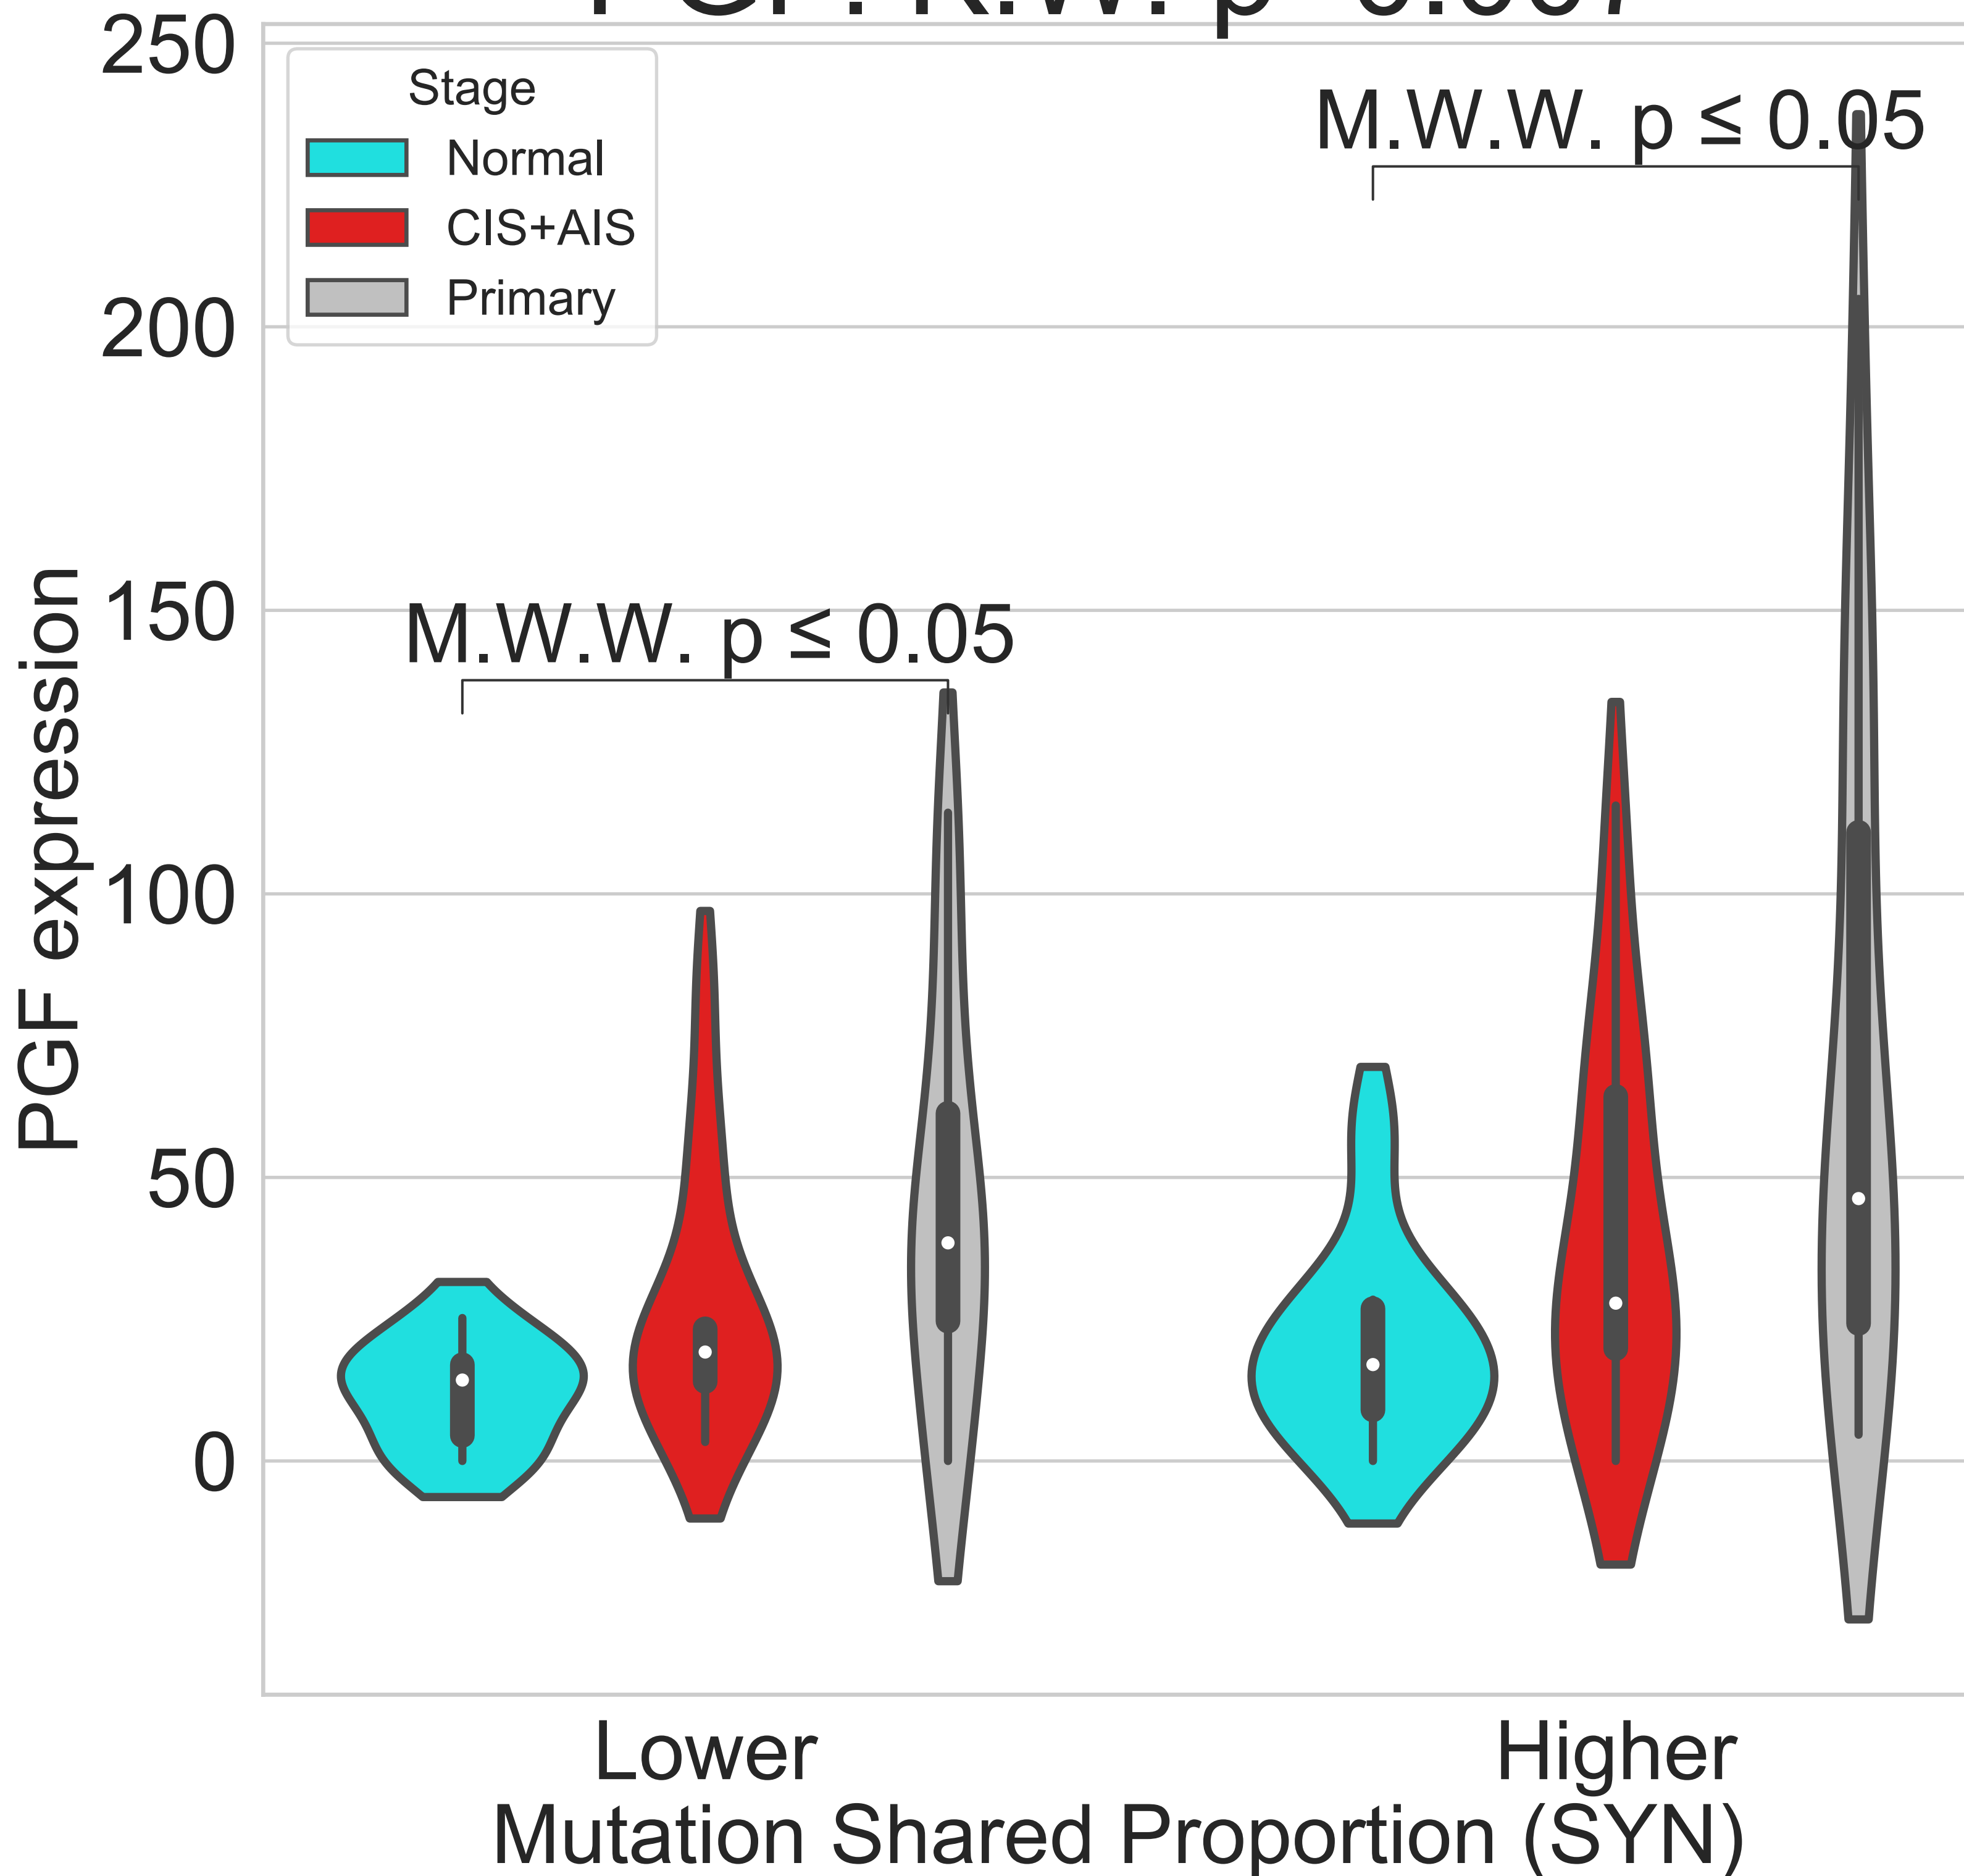 250
Stage
Normal
CIS+AIS
Primary
M.W.W. p ≤ 0.05
200
150
M.W.W. p ≤ 0.05
100
50
0
PGF expression
Lower
Higher
Mutation Shared Proportion (SYN)